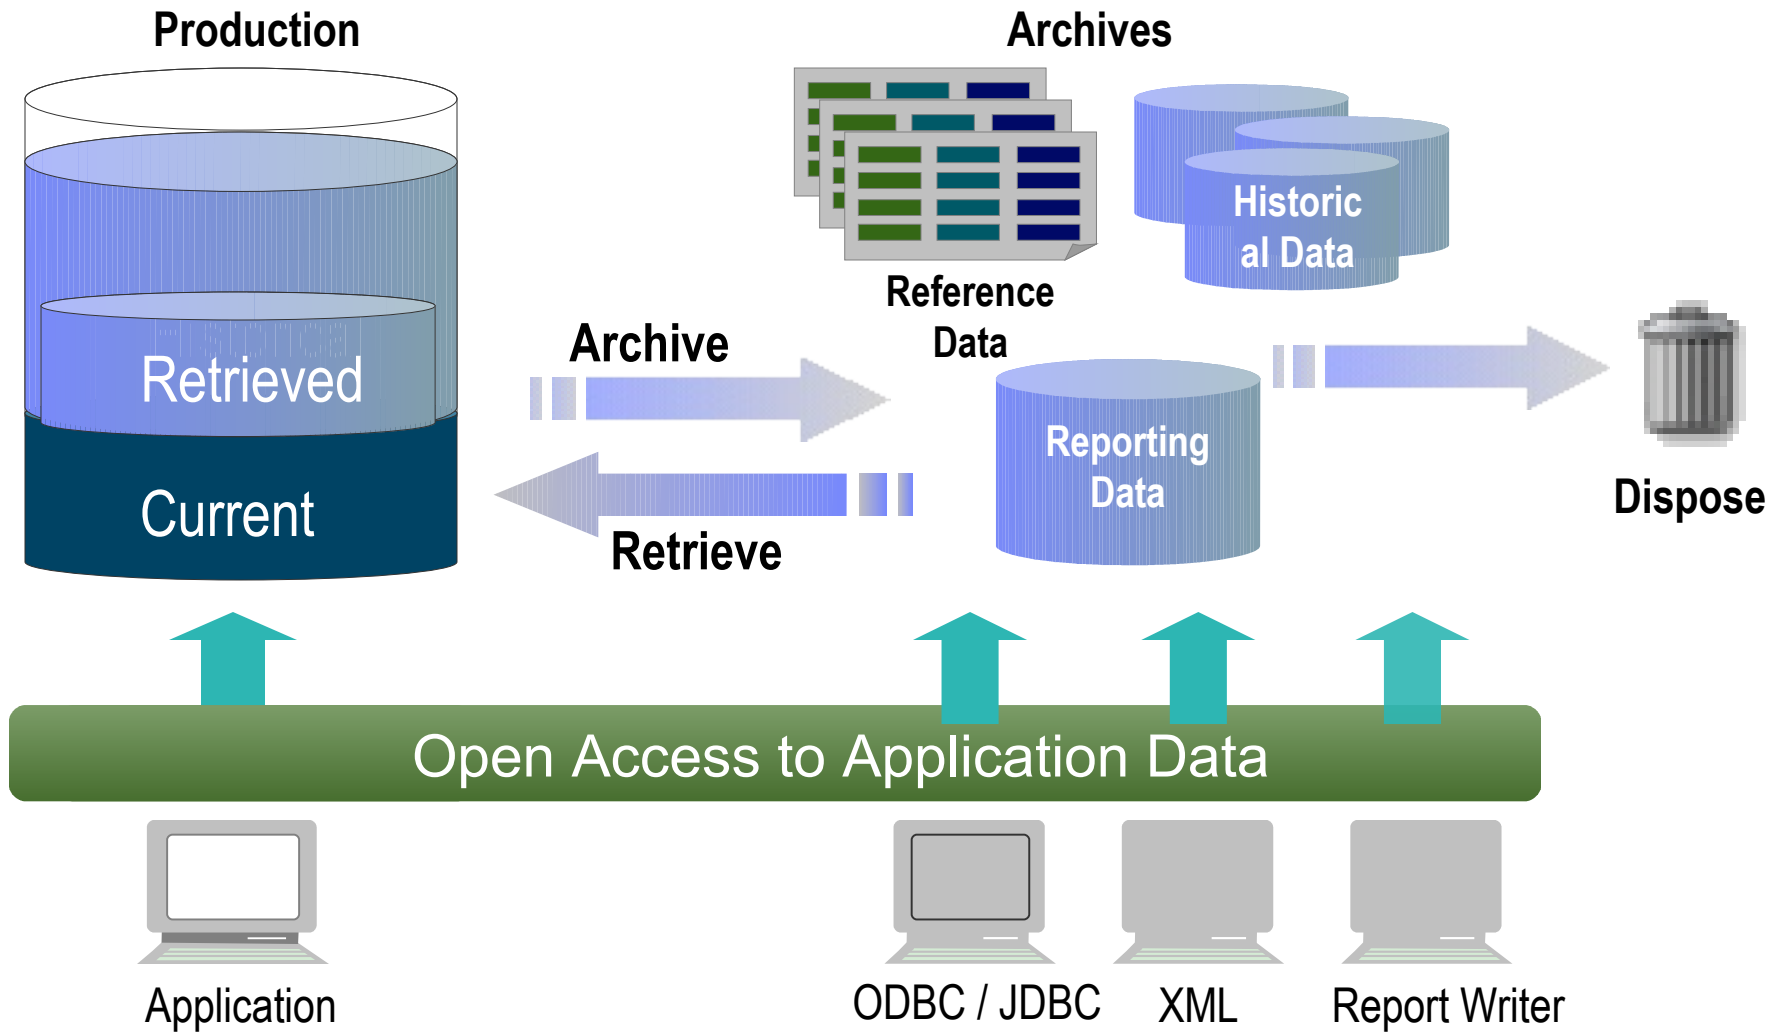 Production
Archives
Historic
al Data
Reference
Data
Archive
Retrieved
Reporting
Data
Current
Retrieve
Dispose
Open Access to Application Data
Application
ODBC / JDBC
XML
Report Writer